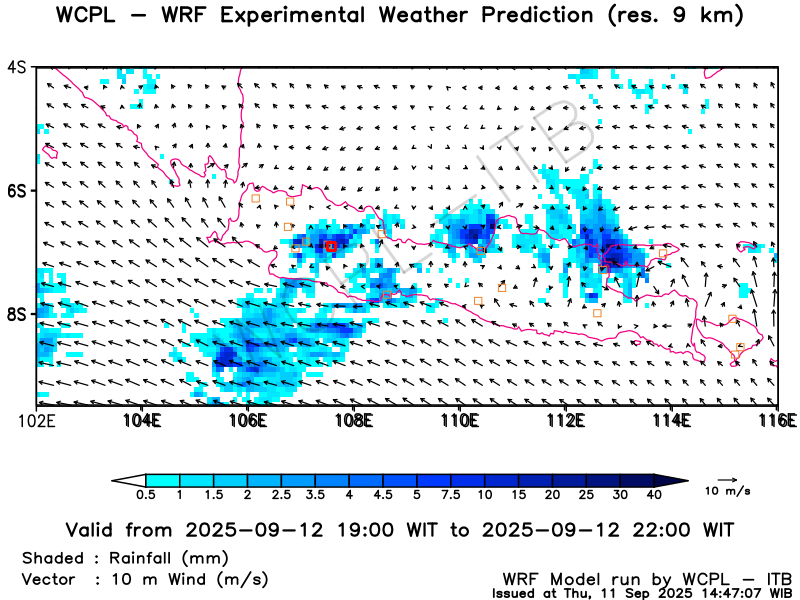 WCPL – WRF Experimental Weather Prediction (res. 9 km)
4S
6S
8S
102E 104E 106E 108E 110E 112E 114E 116E
WCPL-ITB
0.5 1 1.5 2 2.5 3.5 4 4.5 5 7.5 10 15 20 25 30 40
10 m/s
Valid from 2025-09-12 19:00 WIT to 2025-09-12 22:00 WIT
Shaded : Rainfall (mm)
Vector : 10 m Wind (m/s)
WRF Model run by WCPL – ITB
Issued at Thu, 11 Sep 2025 14:47:07 WIB